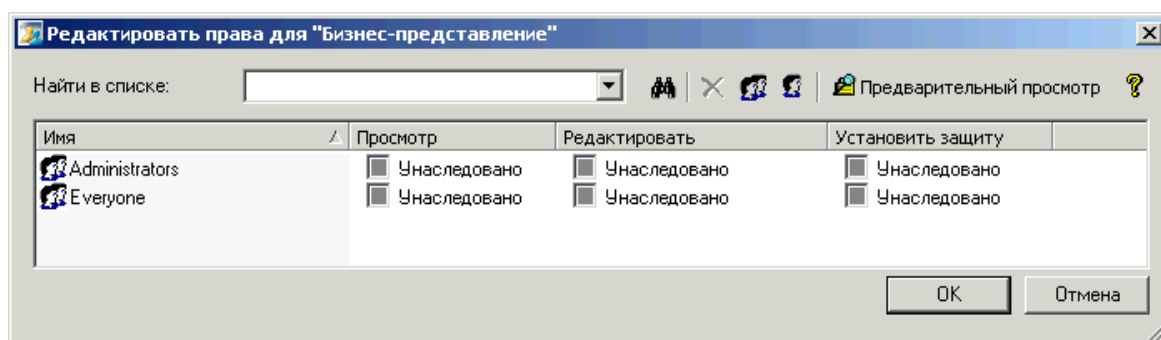 Редактировать права для "Бизнес-представление"
Найти в списке: Предварительный просмотр
Имя Просмотр Редактировать Установить защиту
Administrators Унаследовано Унаследовано Унаследовано
Everyone Унаследовано Унаследовано Унаследовано
OK Отмена